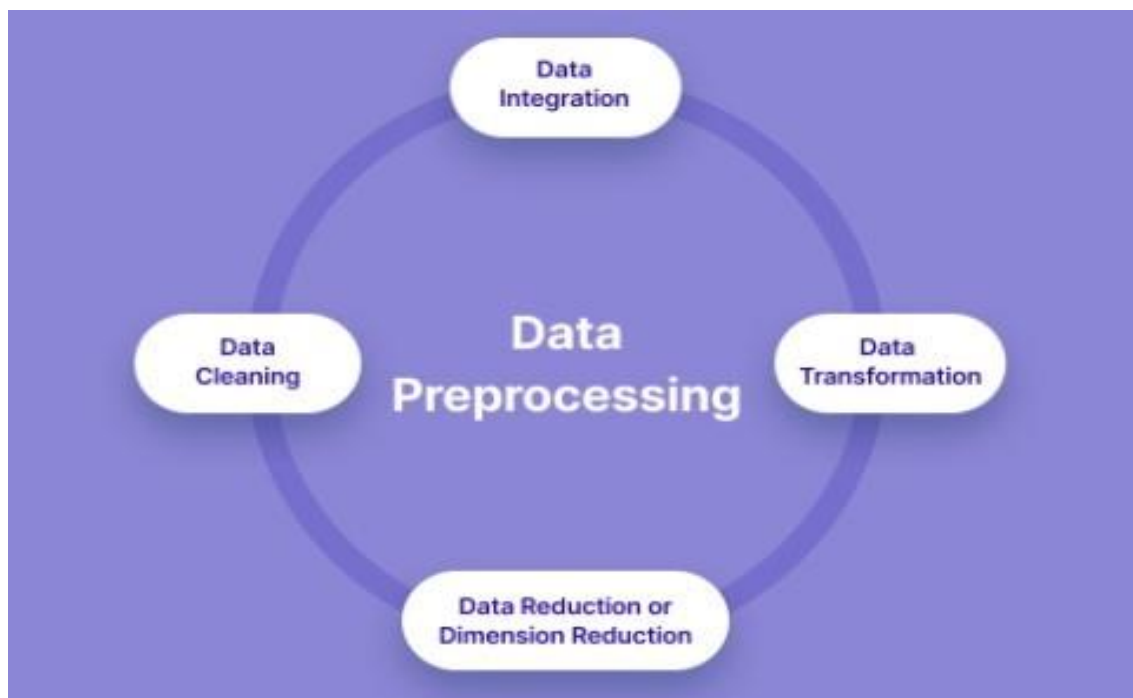 Data
Integration
Data
Cleaning
Data
Preprocessing
Data
Transformation
Data Reduction or
Dimension Reduction